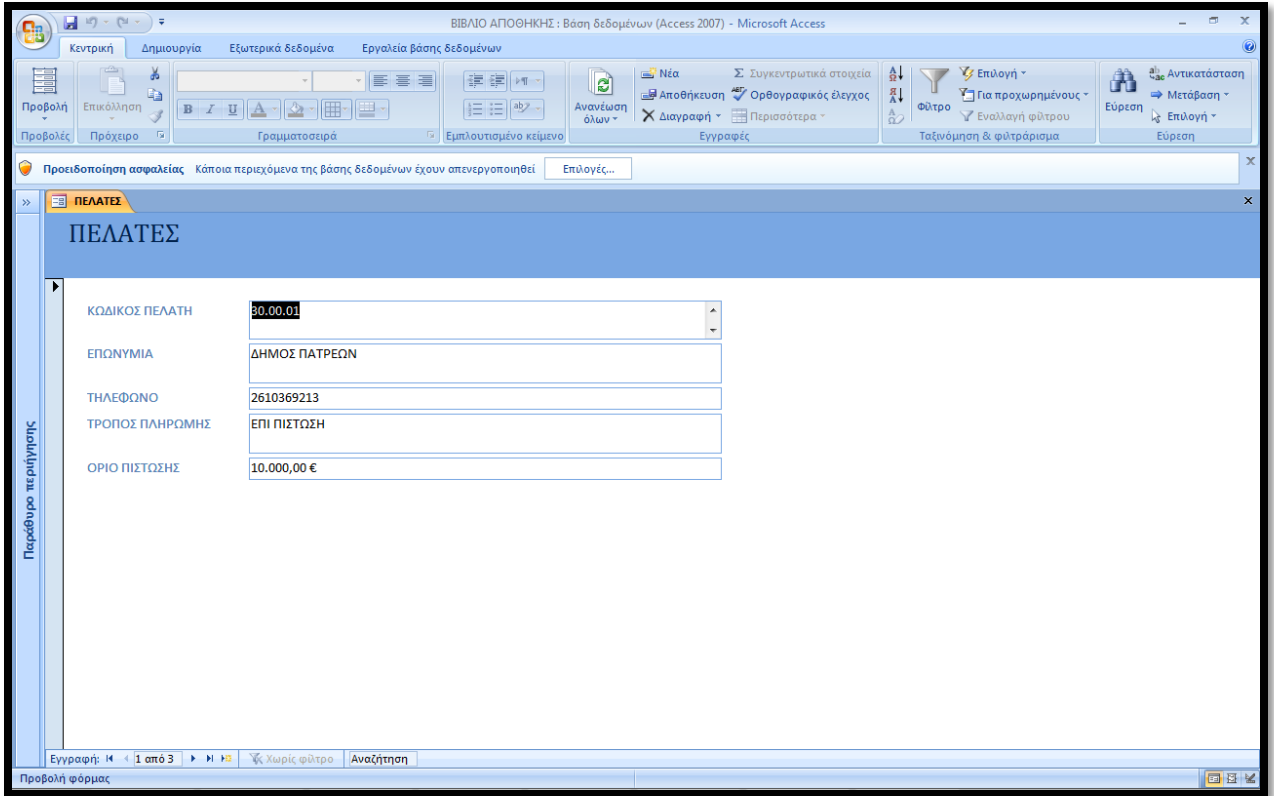 ΒΙΒΛΙΟ ΑΠΟΘΗΚΗΣ : Βάση δεδομένων (Access 2007) - Microsoft Access
Κεντρική Δημιουργία Εξωτερικά δεδομένα Εργαλεία βάσης δεδομένων
Προβολή
Επικόλληση
B I U A
ab
Ανανέωση όλων
Νέα
Αποθήκευση
Διαγραφή
Σ Συγκεντρωτικά στοιχεία
Ορθογραφικός έλεγχος
Περισσότερα
Φίλτρο
Επιλογή
Για προχωρημένους
Εναλλαγή φίλτρου
Εύρεση
Αντικατάσταση
Μετάβαση
Επιλογή
Προβολές Πρόχειρο Γραμματοσειρά Εμπλουτισμένο κείμενο Εγγραφές Ταξινόμηση & φιλτράρισμα Εύρεση
Προειδοποίηση ασφαλείας Κάποια περιεχόμενα της βάσης δεδομένων έχουν απενεργοποιηθεί Επιλογές...
» ΠΕΛΑΤΕΣ
ΠΕΛΑΤΕΣ
ΚΩΔΙΚΟΣ ΠΕΛΑΤΗ 30.00.01
ΕΠΩΝΥΜΙΑ ΔΗΜΟΣ ΠΑΤΡΕΩΝ
ΤΗΛΕΦΩΝΟ 2610369213
ΤΡΟΠΟΣ ΠΛΗΡΩΜΗΣ ΕΠΙ ΠΙΣΤΩΣΗ
ΟΡΙΟ ΠΙΣΤΩΣΗΣ 10.000,00 €
Παράθυρο περιήγησης
Εγγραφή: 1 από 3 Χωρίς φίλτρο Αναζήτηση
Προβολή φόρμας